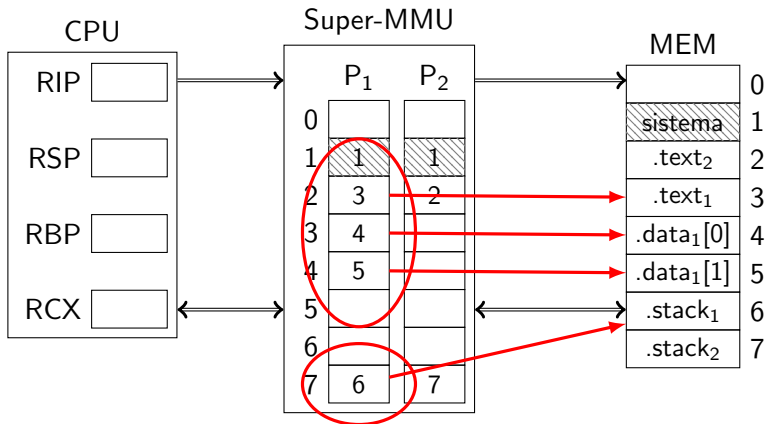 Super-MMU
CPU
MEM
RIP
RSP
RBP
RCX
P₁ P₂
0
1 1 1
2 3 2
3 4
4 5
5
6
7 6 7
0
sistema 1
.text₂ 2
.text₁ 3
.data₁[0] 4
.data₁[1] 5
.stack₁ 6
.stack₂ 7